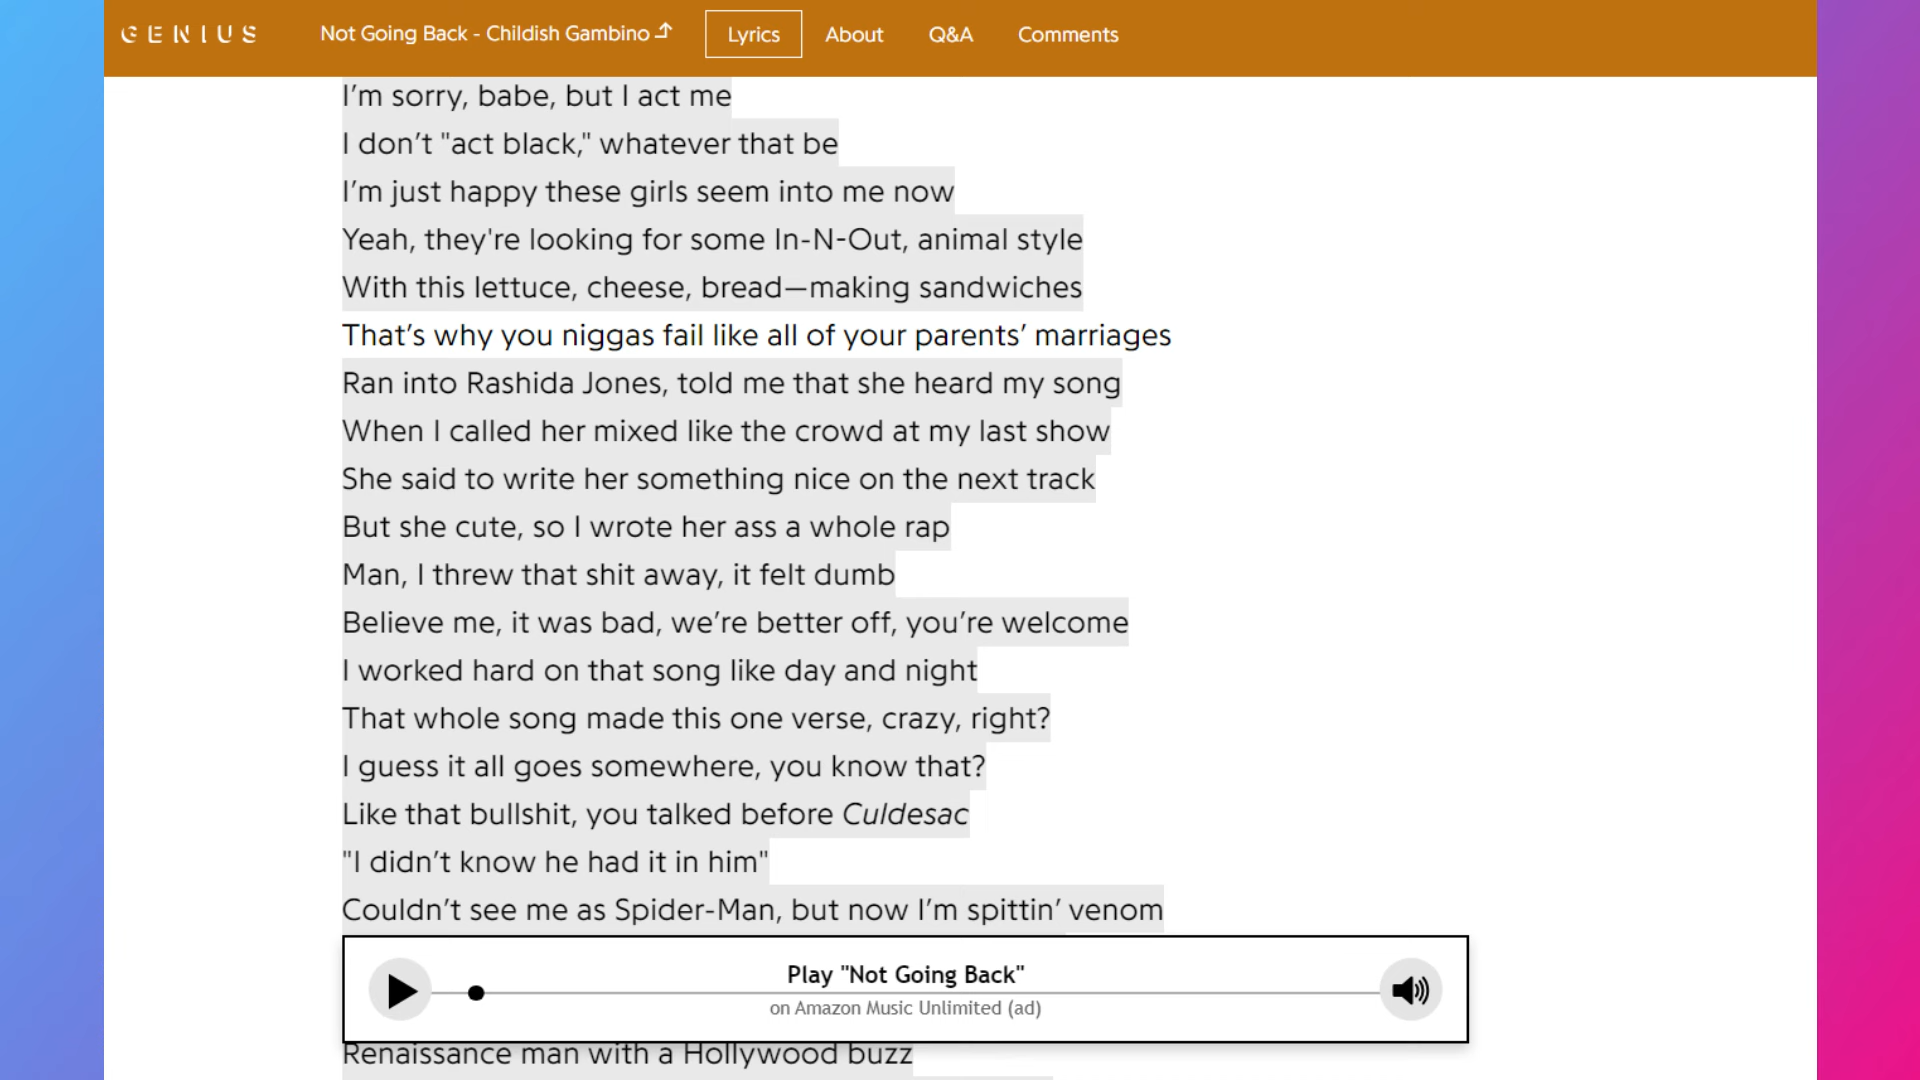 GENIUS
Not Going Back - Childish Gambino
Lyrics
About
Q&A
Comments
I’m sorry, babe, but I act me
I don’t "act black," whatever that be
I’m just happy these girls seem into me now
Yeah, they're looking for some In-N-Out, animal style
With this lettuce, cheese, bread—making sandwiches
That’s why you niggas fail like all of your parents’ marriages
Ran into Rashida Jones, told me that she heard my song
When I called her mixed like the crowd at my last show
She said to write her something nice on the next track
But she cute, so I wrote her ass a whole rap
Man, I threw that shit away, it felt dumb
Believe me, it was bad, we’re better off, you’re welcome
I worked hard on that song like day and night
That whole song made this one verse, crazy, right?
I guess it all goes somewhere, you know that?
Like that bullshit, you talked before Culdesac
"I didn’t know he had it in him"
Couldn’t see me as Spider-Man, but now I’m spittin’ venom
Play "Not Going Back"
on Amazon Music Unlimited (ad)
Renaissance man with a Hollywood buzz